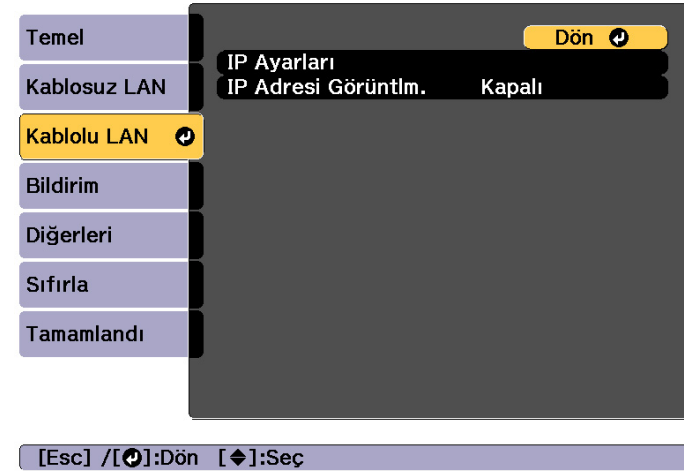 Temel
Kablosuz LAN
Kablolu LAN
Bildirim
Diğerleri
Sıfırla
Tamamlandı
Dön
IP Ayarları
IP Adresi Görüntlm. Kapalı
[Esc] /[⏎]:Dön [◆]:Seç